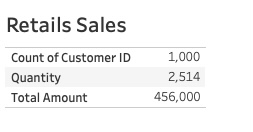 Retails Sales
Count of Customer ID 1,000
Quantity 2,514
Total Amount 456,000